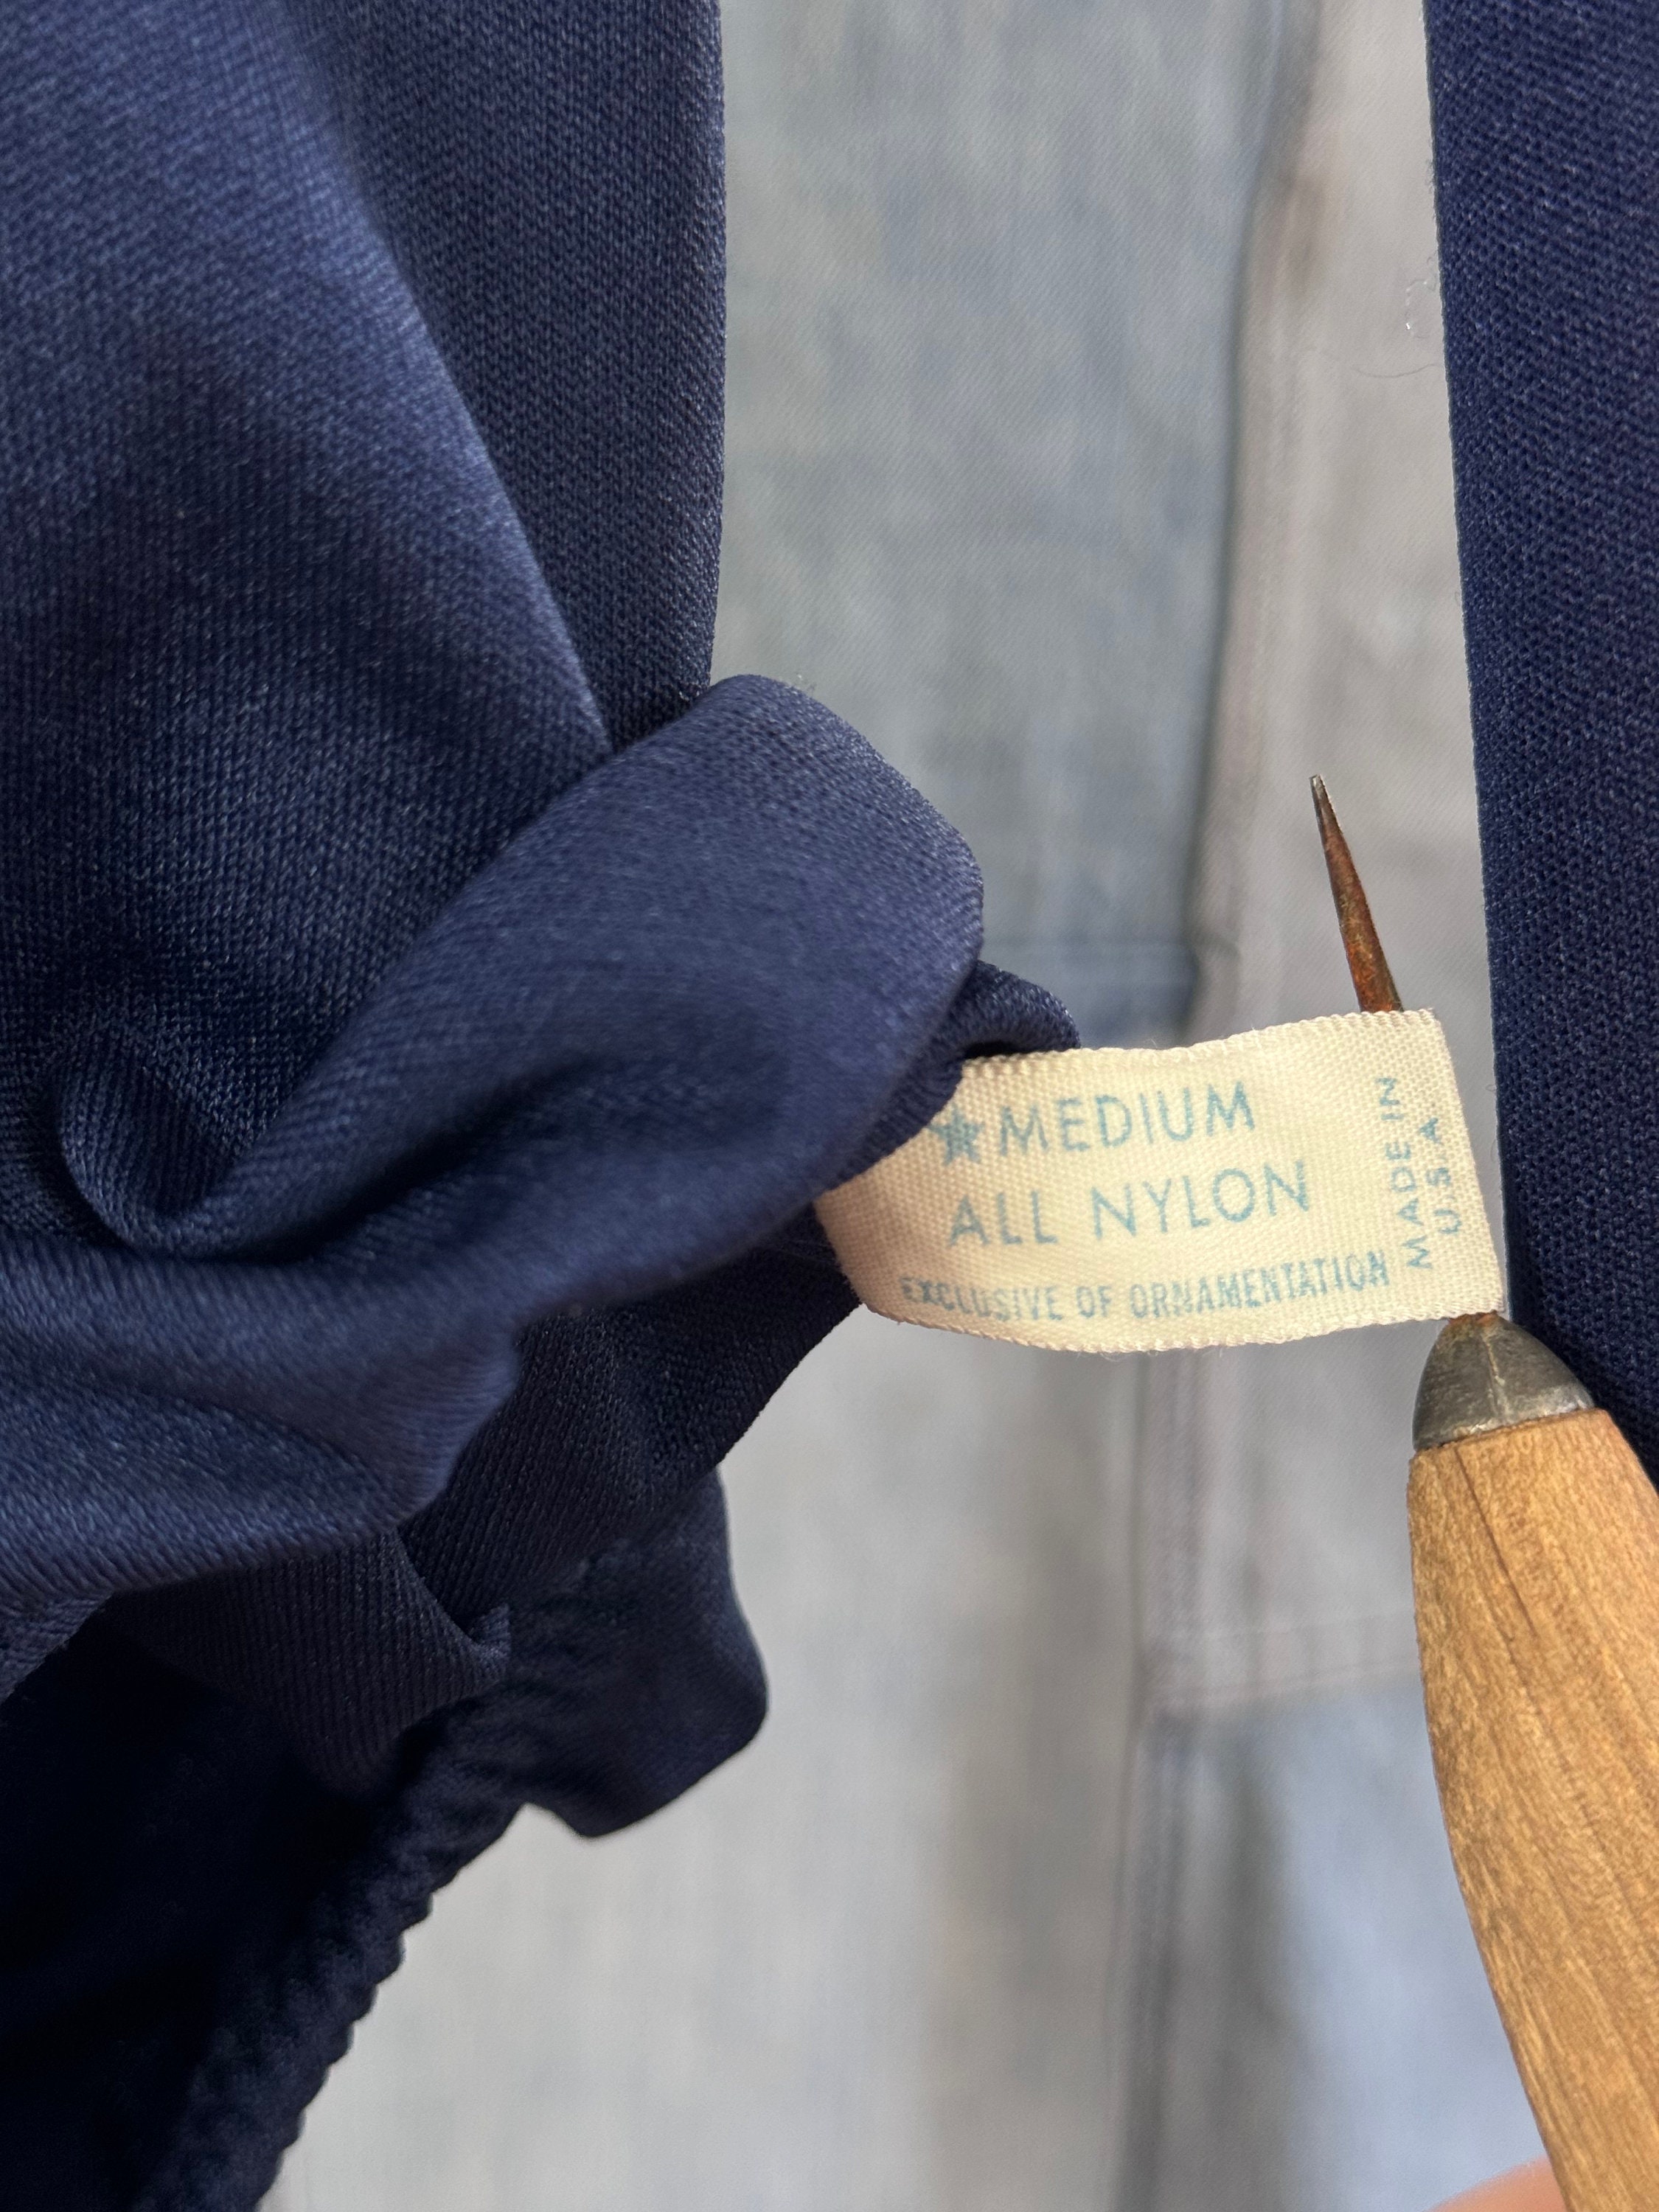 ★ MEDIUM
ALL NYLON
EXCLUSIVE OF ORNAMENTATION
MADE IN
U.S.A